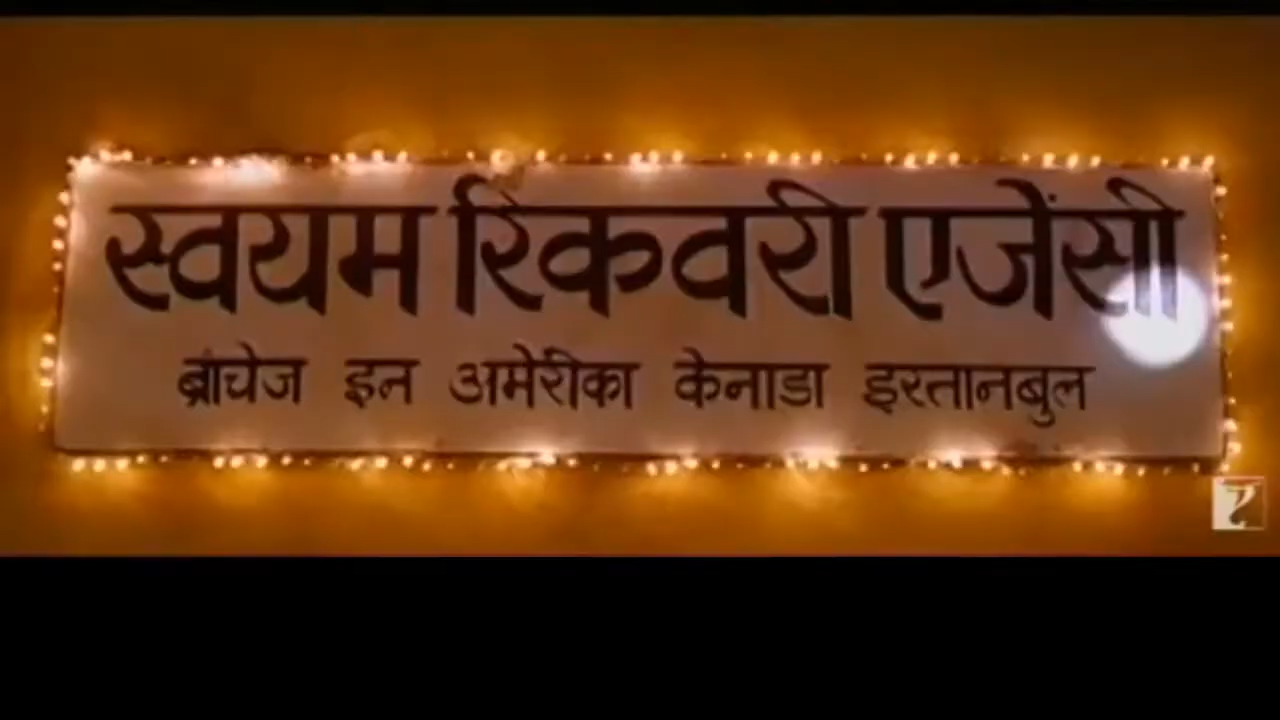 स्वयम रिकवरी एजेंसी
ब्रांचेज इन अमेरीका केनाडा इस्तानबुल